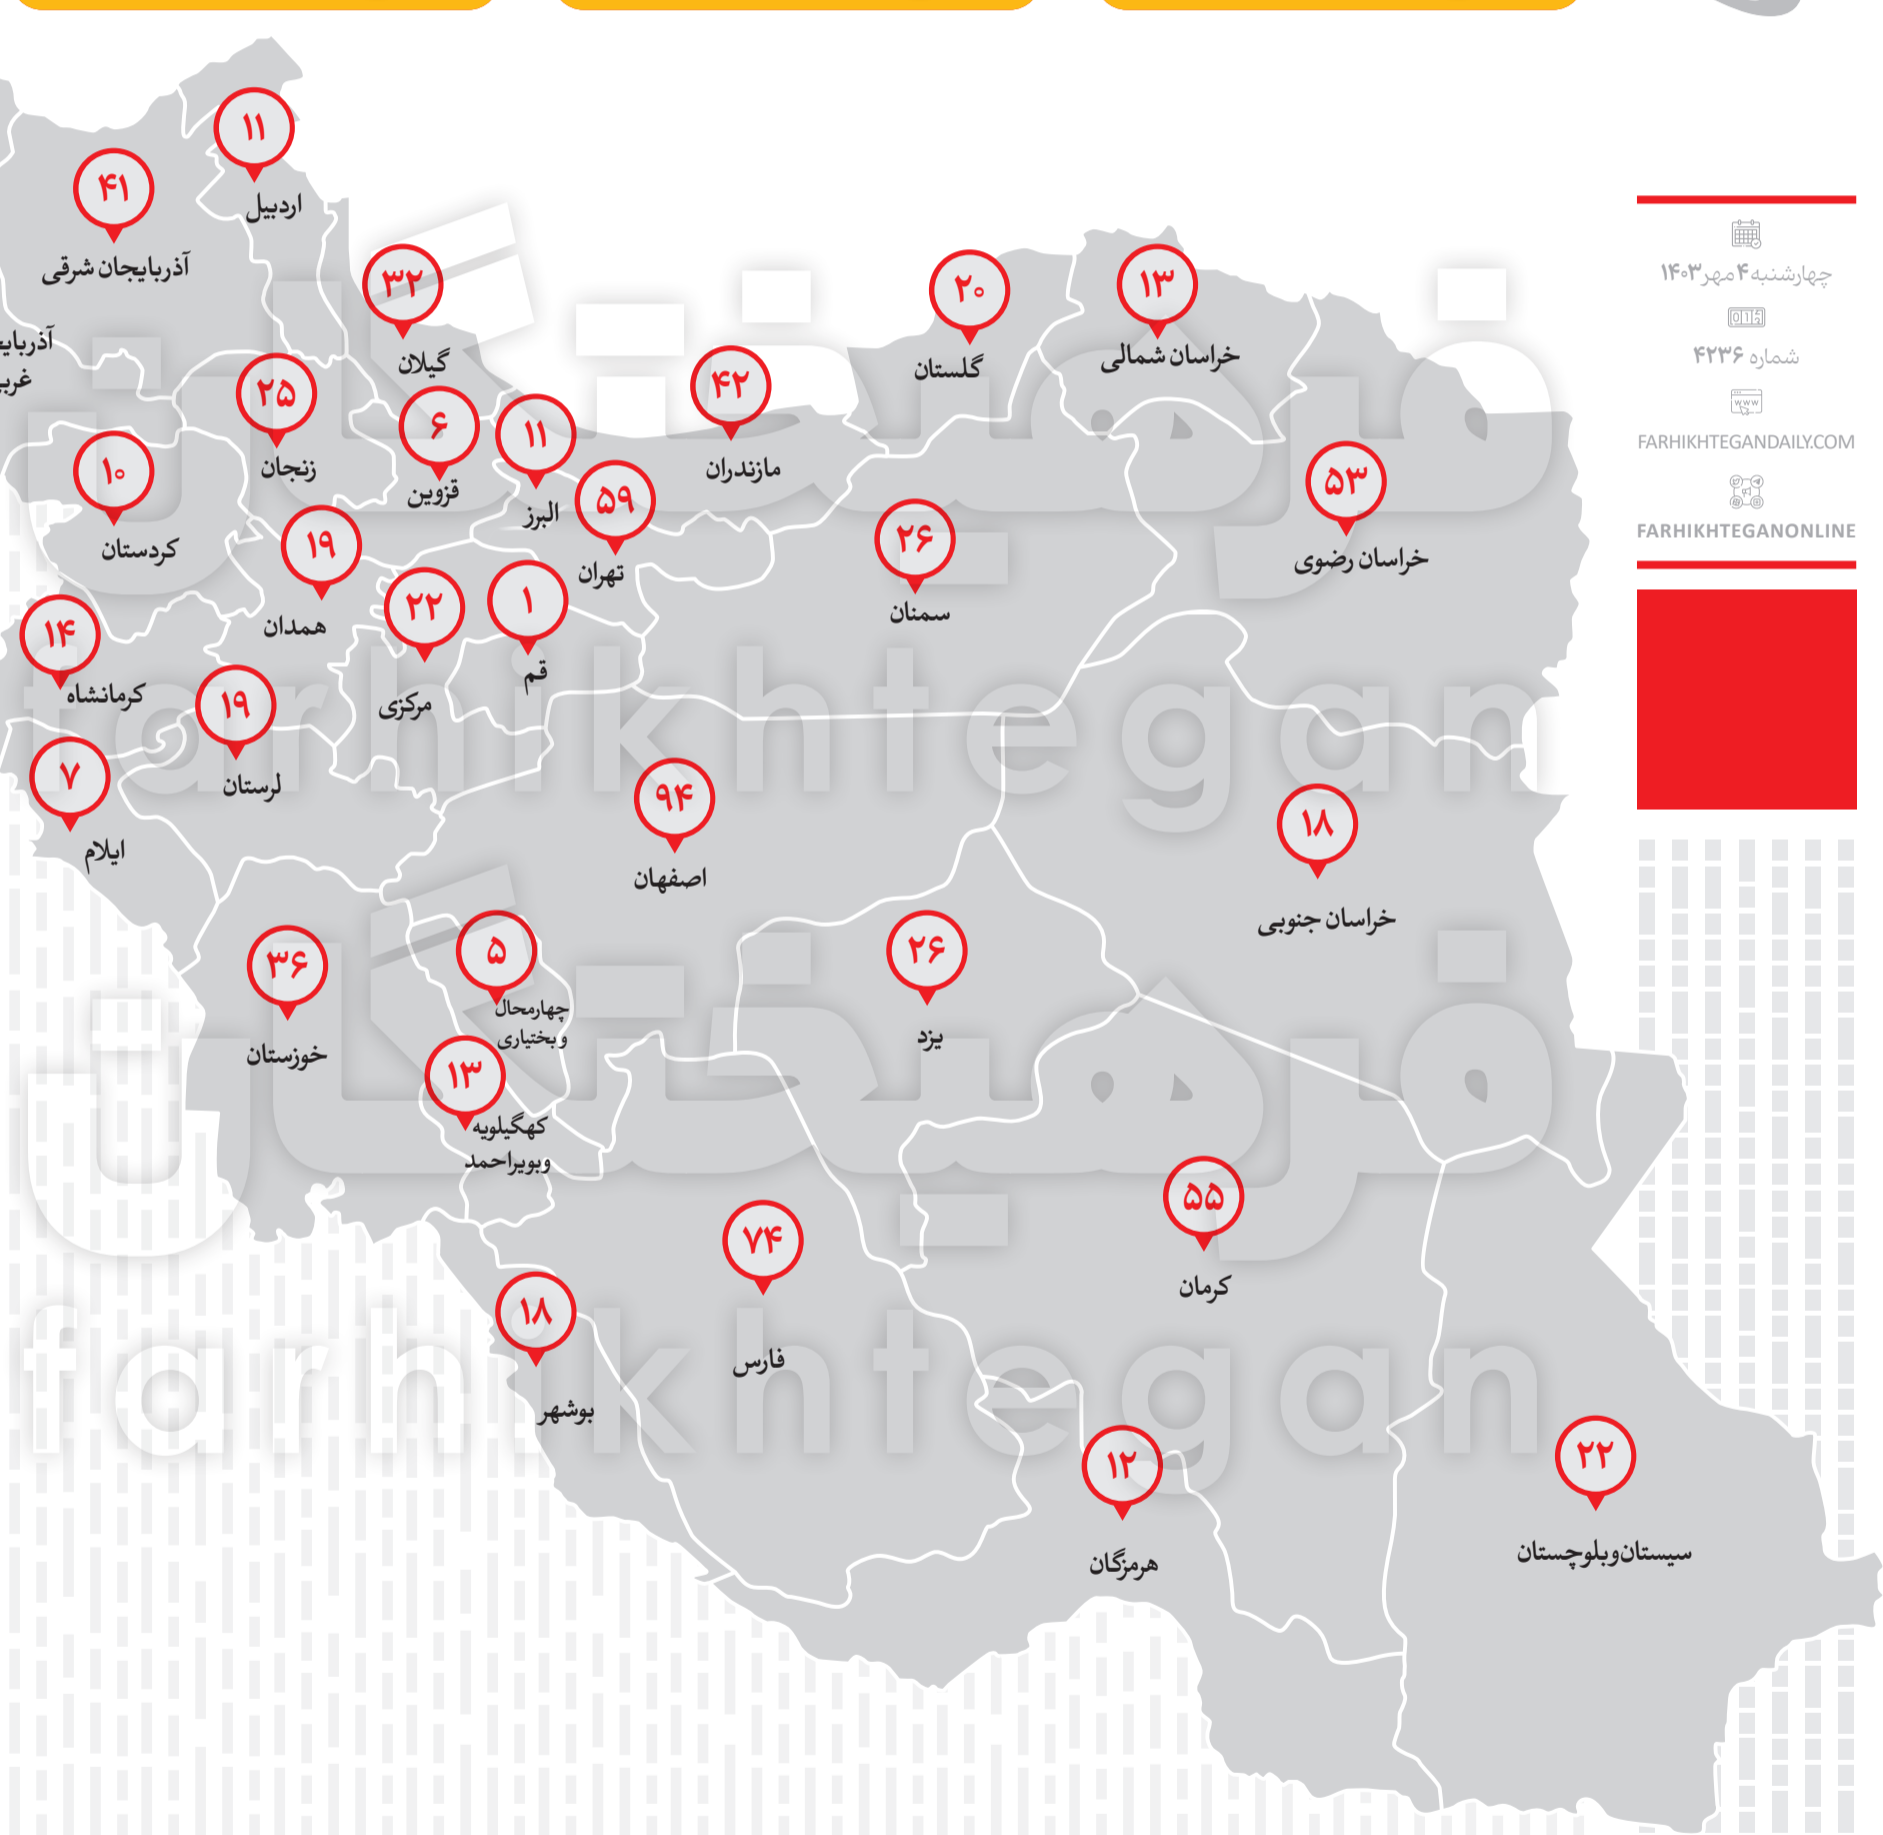 چهارشنبه ۴ مهر ۱۴۰۳
شماره ۴۲۳۶
FARHIKHTEGANDAILY.COM
FARHIKHTEGANONLINE
۱۱
اردبیل
۴۱
آذربایجان شرقی
۳۲
گیلان
۲۰
گلستان
۱۳
خراسان شمالی
۲۵
زنجان
۶
قزوین
۱۱
البرز
۴۲
مازندران
۵۹
تهران
۵۳
خراسان رضوی
۱۰
کردستان
۱۹
همدان
۲۶
سمنان
۱۴
کرمانشاه
۲۲
مرکزی
۱
قم
۱۹
لرستان
۷
ایلام
۹۴
اصفهان
۱۸
خراسان جنوبی
۳۶
خوزستان
۵
چهارمحال
و بختیاری
۲۶
یزد
۱۳
کهگیلویه
وبویراحمد
۵۵
کرمان
۷۴
فارس
۱۸
بوشهر
۱۲
هرمزگان
۲۲
سیستان‌وبلوچستان
فرهیختگان
farhikhtegan
فرهیختگان
farhikhtegan